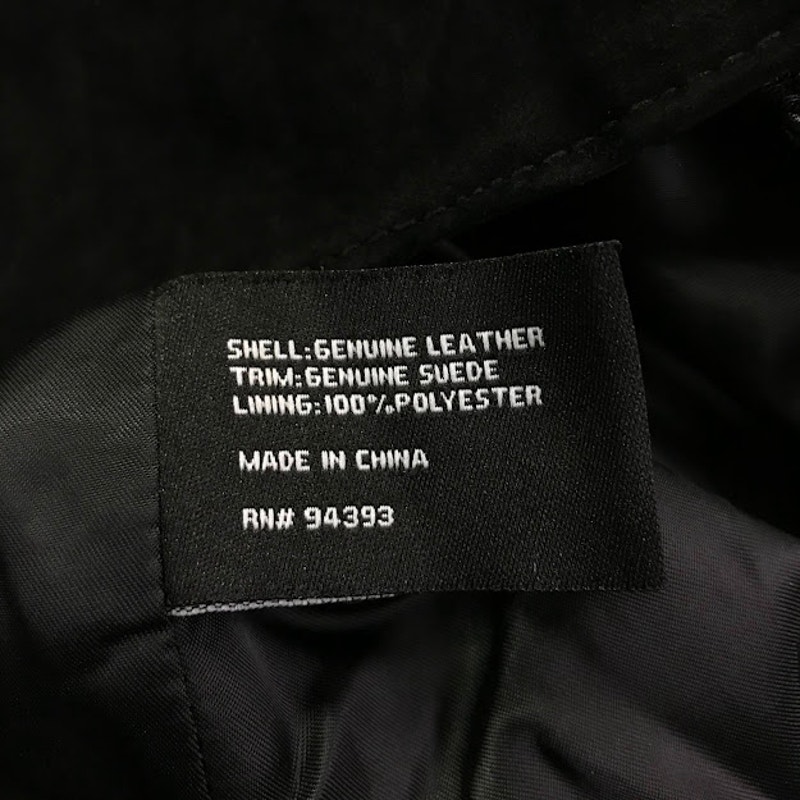 SHELL:GENUINE LEATHER
TRIM:GENUINE SUEDE
LINING:100%POLYESTER
MADE IN CHINA
RN# 94393